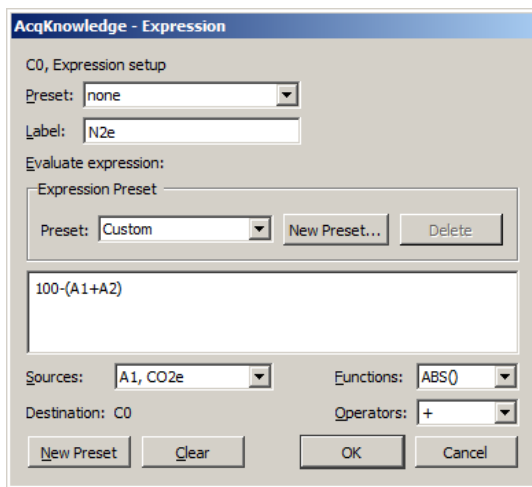 AcqKnowledge - Expression
C0, Expression setup
Preset: none
Label: N2e
Evaluate expression:
Expression Preset
Preset: Custom New Preset... Delete
100-(A1+A2)
Sources: A1, CO2e Functions: ABS()
Destination: C0 Operators: +
New Preset Clear OK Cancel